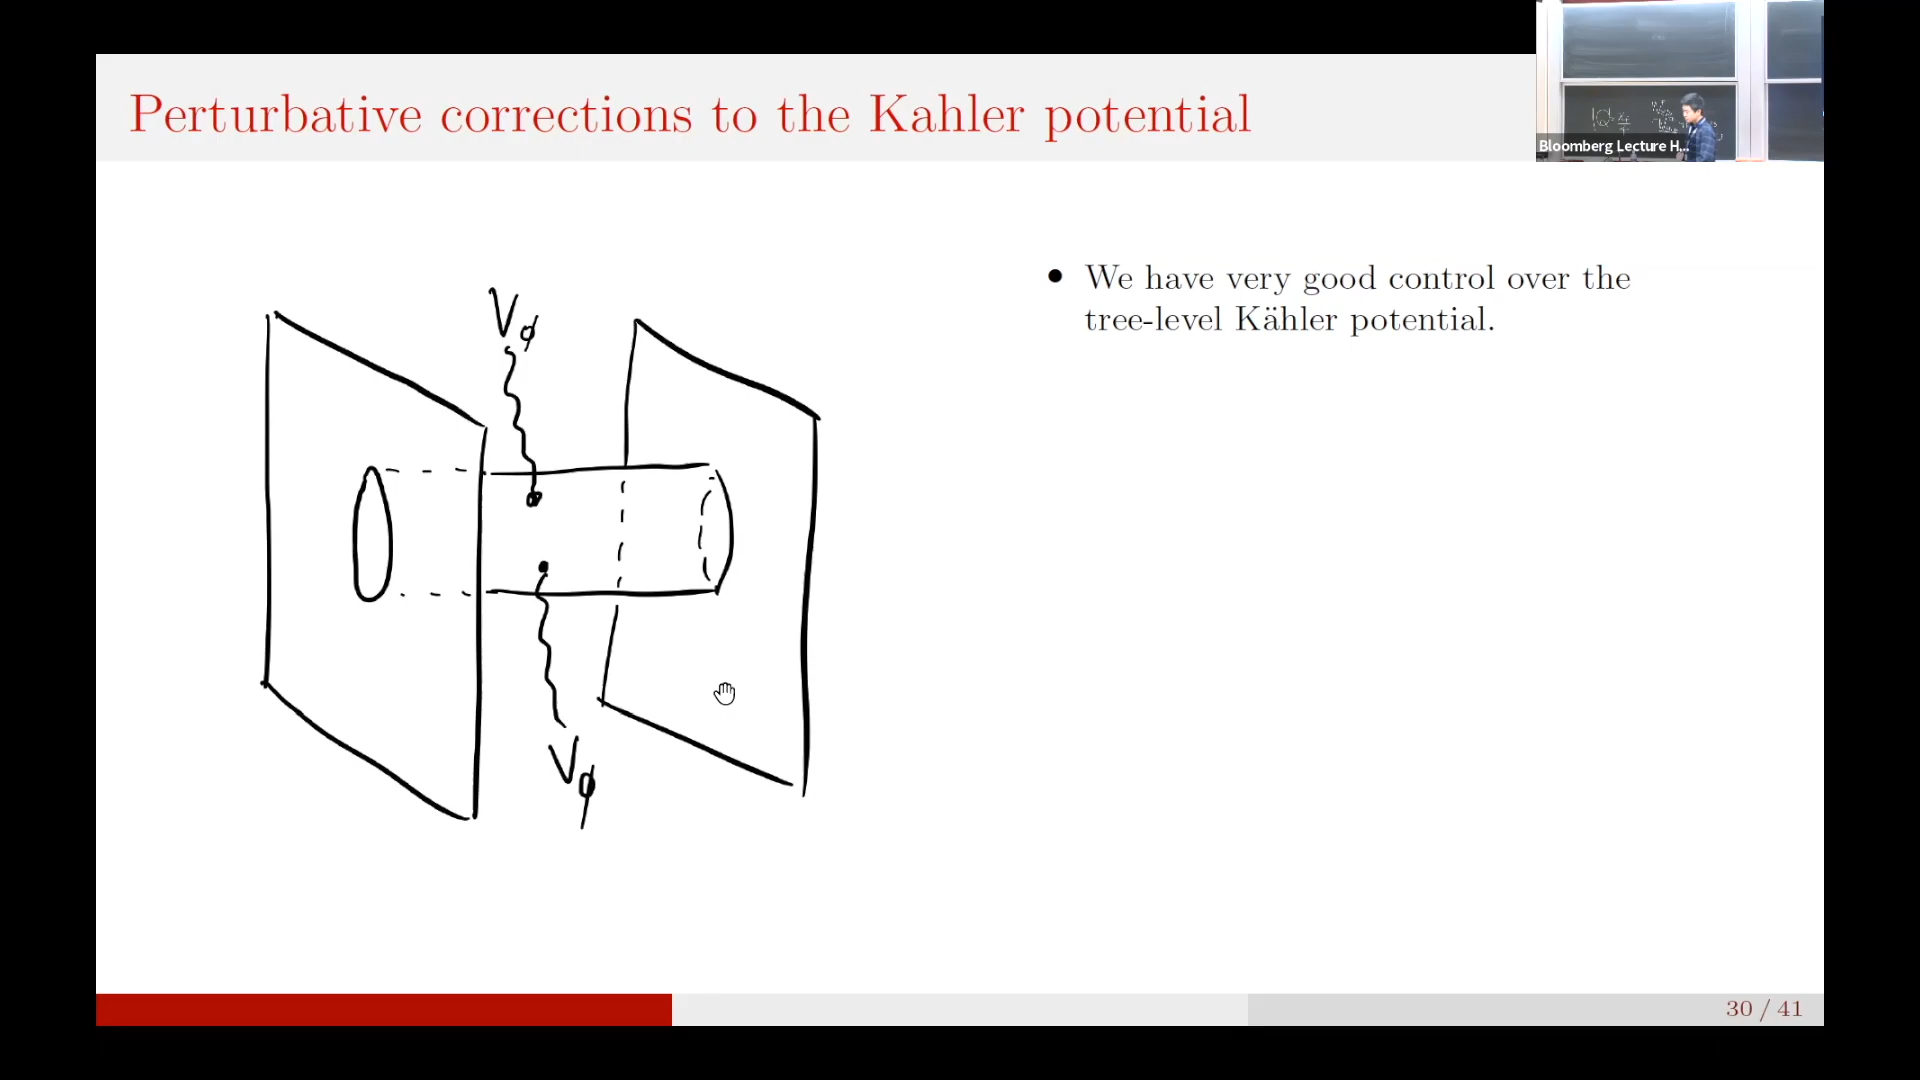 Perturbative corrections to the Kahler potential
Bloomberg Lecture H...
• We have very good control over the
tree-level Kähler potential.
Vϕ
Vϕ
30 / 41